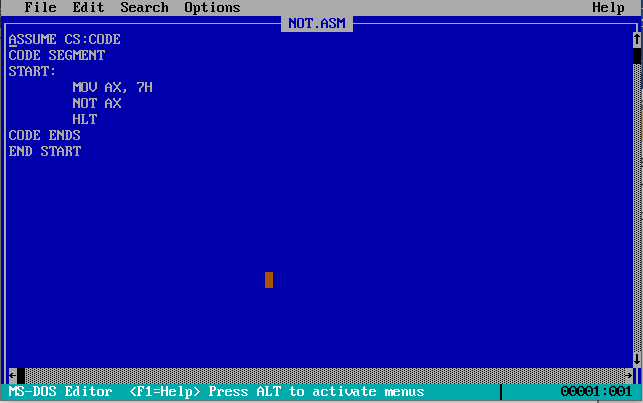 File Edit Search Options Help
NOT.ASM
ASSUME CS:CODE
CODE SEGMENT
START:
MOV AX, 7H
NOT AX
HLT
CODE ENDS
END START
MS-DOS Editor <F1=Help> Press ALT to activate menus 00001:001